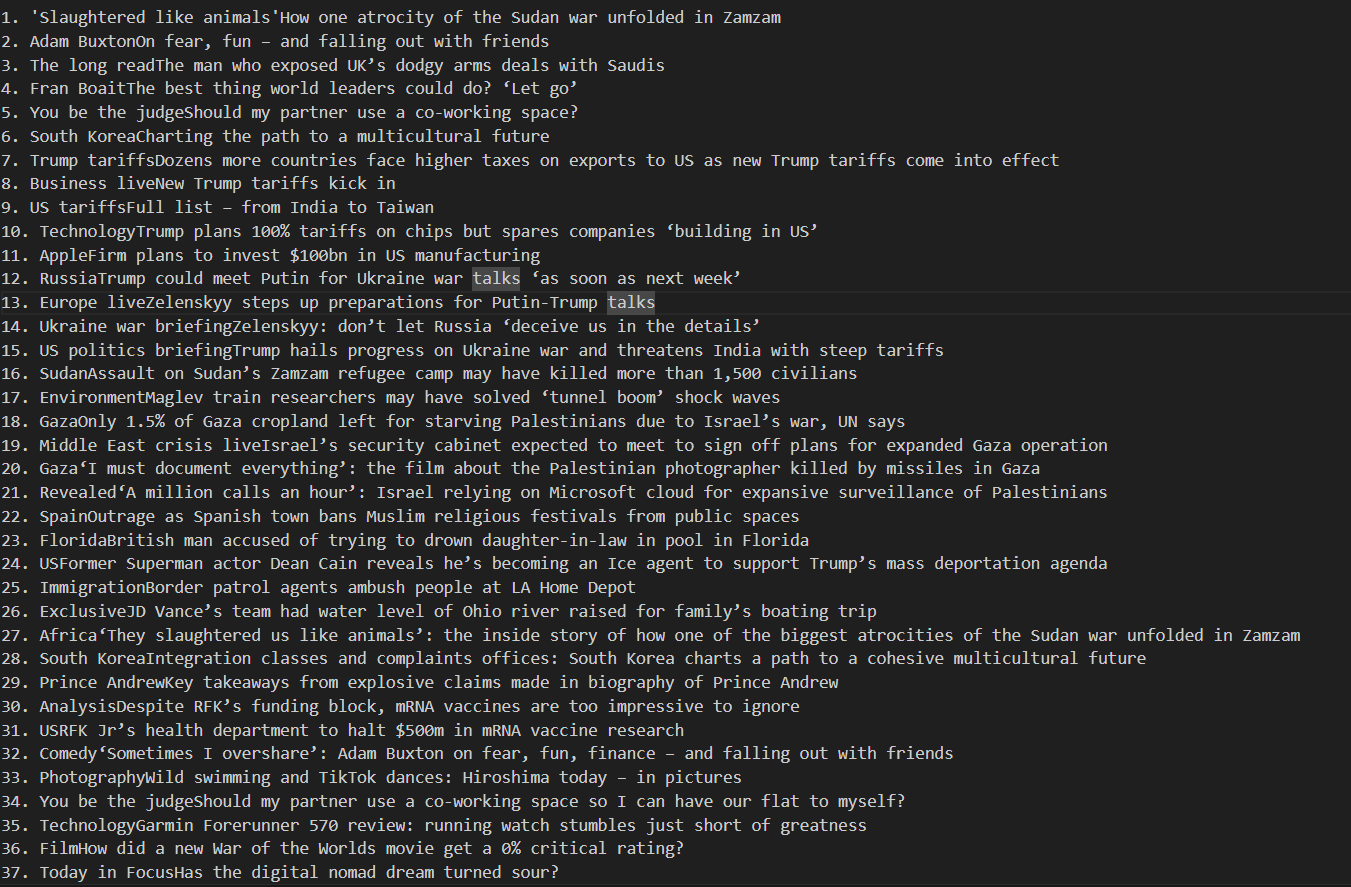 1. 'Slaughtered like animals'How one atrocity of the Sudan war unfolded in Zamzam
2. Adam BuxtonOn fear, fun – and falling out with friends
3. The long readThe man who exposed UK’s dodgy arms deals with Saudis
4. Fran BoaitThe best thing world leaders could do? ‘Let go’
5. You be the judgeShould my partner use a co-working space?
6. South KoreaCharting the path to a multicultural future
7. Trump tariffsDozens more countries face higher taxes on exports to US as new Trump tariffs come into effect
8. Business liveNew Trump tariffs kick in
9. US tariffsFull list – from India to Taiwan
10. TechnologyTrump plans 100% tariffs on chips but spares companies ‘building in US’
11. AppleFirm plans to invest $100bn in US manufacturing
12. RussiaTrump could meet Putin for Ukraine war talks ‘as soon as next week’
13. Europe liveZelenskyy steps up preparations for Putin-Trump talks
14. Ukraine war briefingZelenskyy: don’t let Russia ‘deceive us in the details’
15. US politics briefingTrump hails progress on Ukraine war and threatens India with steep tariffs
16. SudanAssault on Sudan’s Zamzam refugee camp may have killed more than 1,500 civilians
17. EnvironmentMaglev train researchers may have solved ‘tunnel boom’ shock waves
18. GazaOnly 1.5% of Gaza cropland left for starving Palestinians due to Israel’s war, UN says
19. Middle East crisis liveIsrael’s security cabinet expected to meet to sign off plans for expanded Gaza operation
20. Gaza‘I must document everything’: the film about the Palestinian photographer killed by missiles in Gaza
21. Revealed‘A million calls an hour’: Israel relying on Microsoft cloud for expansive surveillance of Palestinians
22. SpainOutrage as Spanish town bans Muslim religious festivals from public spaces
23. FloridaBritish man accused of trying to drown daughter-in-law in pool in Florida
24. USFormer Superman actor Dean Cain reveals he’s becoming an Ice agent to support Trump’s mass deportation agenda
25. ImmigrationBorder patrol agents ambush people at LA Home Depot
26. ExclusiveJD Vance’s team had water level of Ohio river raised for family’s boating trip
27. Africa‘They slaughtered us like animals’: the inside story of how one of the biggest atrocities of the Sudan war unfolded in Zamzam
28. South KoreaIntegration classes and complaints offices: South Korea charts a path to a cohesive multicultural future
29. Prince AndrewKey takeaways from explosive claims made in biography of Prince Andrew
30. AnalysisDespite RFK’s funding block, mRNA vaccines are too impressive to ignore
31. USRFK Jr’s health department to halt $500m in mRNA vaccine research
32. Comedy‘Sometimes I overshare’: Adam Buxton on fear, fun, finance – and falling out with friends
33. PhotographyWild swimming and TikTok dances: Hiroshima today – in pictures
34. You be the judgeShould my partner use a co-working space so I can have our flat to myself?
35. TechnologyGarmin Forerunner 570 review: running watch stumbles just short of greatness
36. FilmHow did a new War of the Worlds movie get a 0% critical rating?
37. Today in FocusHas the digital nomad dream turned sour?